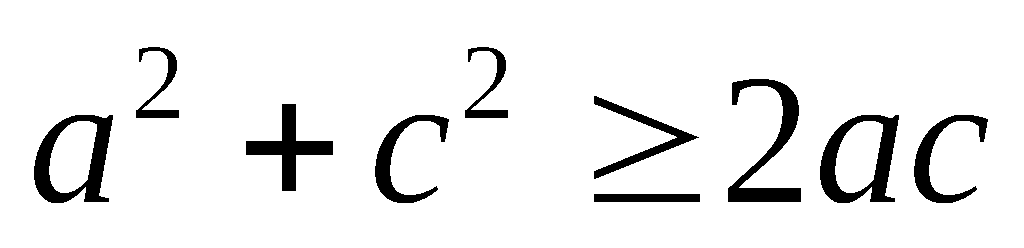 a² + c² ≥ 2ac